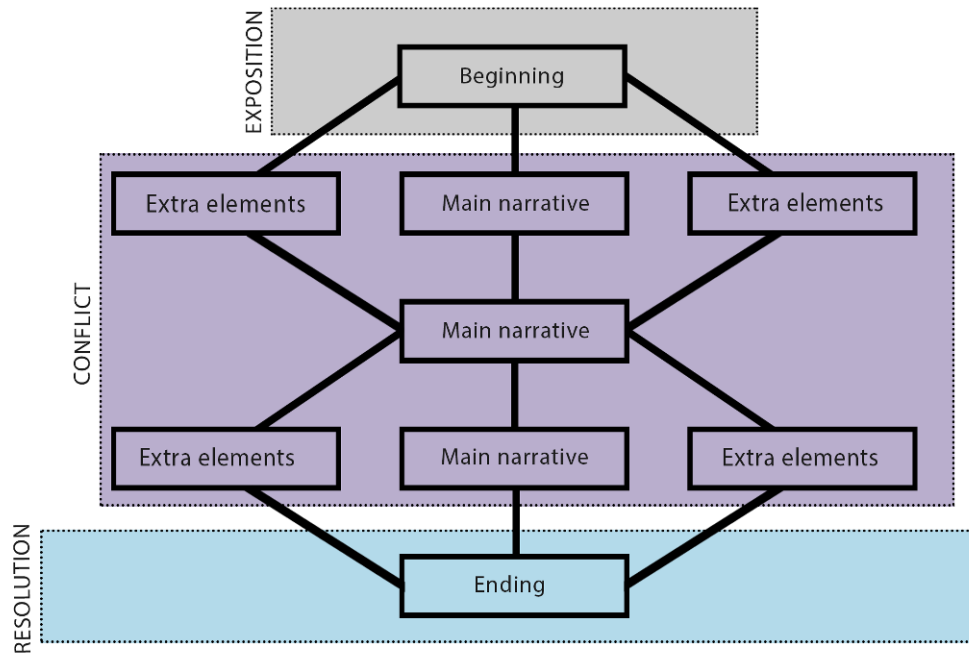 EXPOSITION
Beginning
CONFLICT
Extra elements
Main narrative
Extra elements
Main narrative
Extra elements
Main narrative
Extra elements
RESOLUTION
Ending